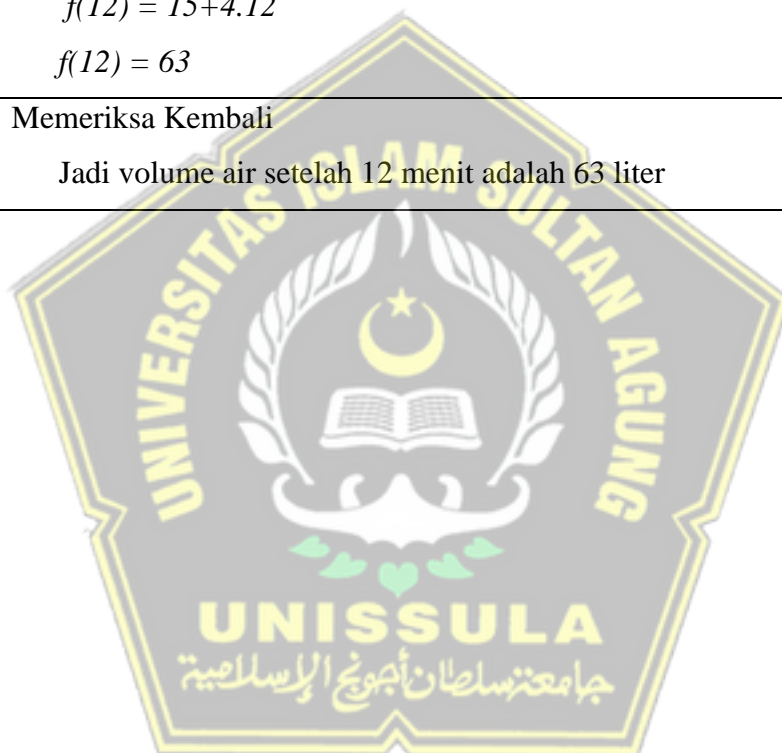 f(12) = 15+4.12
f(12) = 63
Memeriksa Kembali
Jadi volume air setelah 12 menit adalah 63 liter
UNIVERSITAS ISLAM SULTAN AGUNG
UNISSULA
جامعة سلطان أجونج الإسلامية